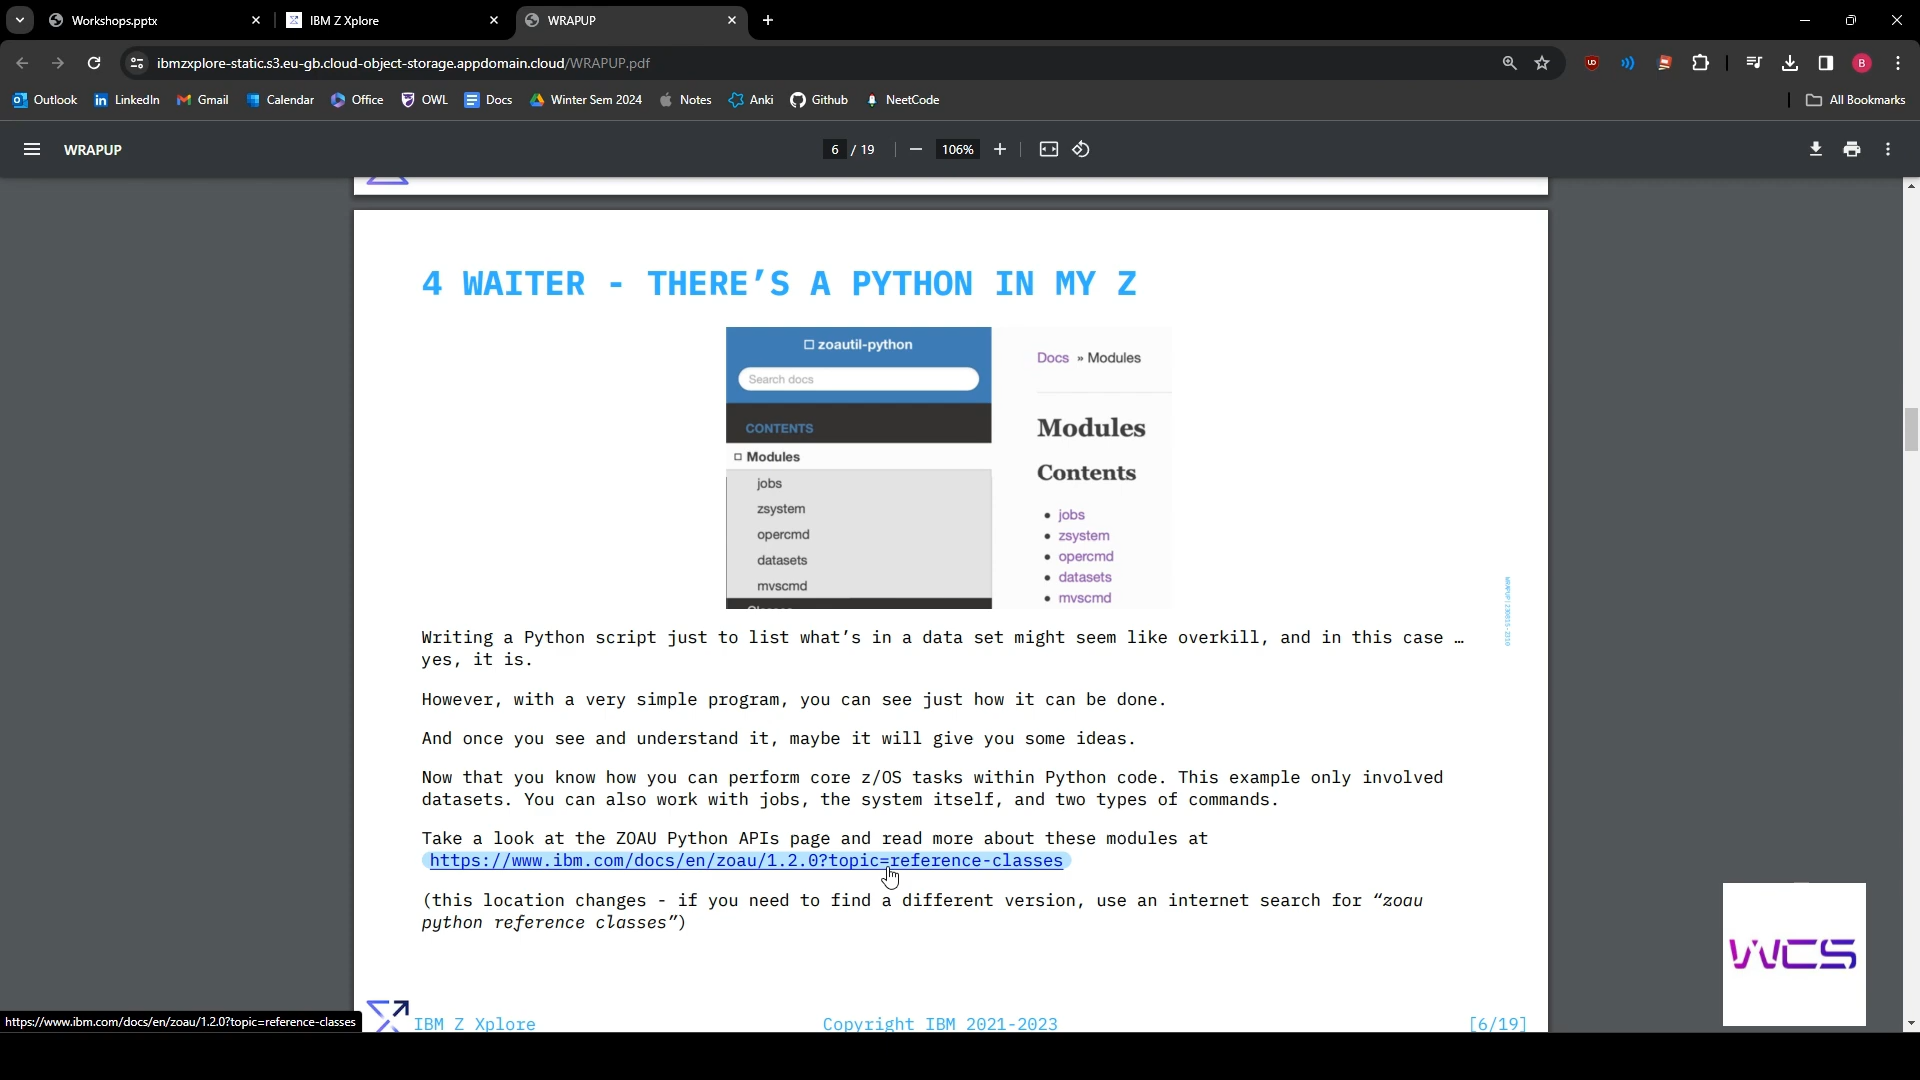 Workshops.pptx
IBM Z Xplore
WRAPUP
ibmzxplore-static.s3.eu-gb.cloud-object-storage.appdomain.cloud/WRAPUP.pdf
B
Outlook
LinkedIn
Gmail
Calendar
Office
OWL
Docs
Winter Sem 2024
Notes
Anki
Github
NeetCode
All Bookmarks
WRAPUP
6 / 19
106%
4 WAITER - THERE’S A PYTHON IN MY Z
zoautil-python
Search docs
CONTENTS
Modules
jobs
zsystem
opercmd
datasets
mvscmd
Docs » Modules
Modules
Contents
• jobs
• zsystem
• opercmd
• datasets
• mvscmd
Writing a Python script just to list what’s in a data set might seem like overkill, and in this case …
yes, it is.
However, with a very simple program, you can see just how it can be done.
And once you see and understand it, maybe it will give you some ideas.
Now that you know how you can perform core z/OS tasks within Python code. This example only involved
datasets. You can also work with jobs, the system itself, and two types of commands.
Take a look at the ZOAU Python APIs page and read more about these modules at
https://www.ibm.com/docs/en/zoau/1.2.0?topic=reference-classes
(this location changes - if you need to find a different version, use an internet search for “zoau
python reference classes”)
WCS
https://www.ibm.com/docs/en/zoau/1.2.0?topic=reference-classes
IBM Z Xplore
Copyright IBM 2021-2023
[6/19]